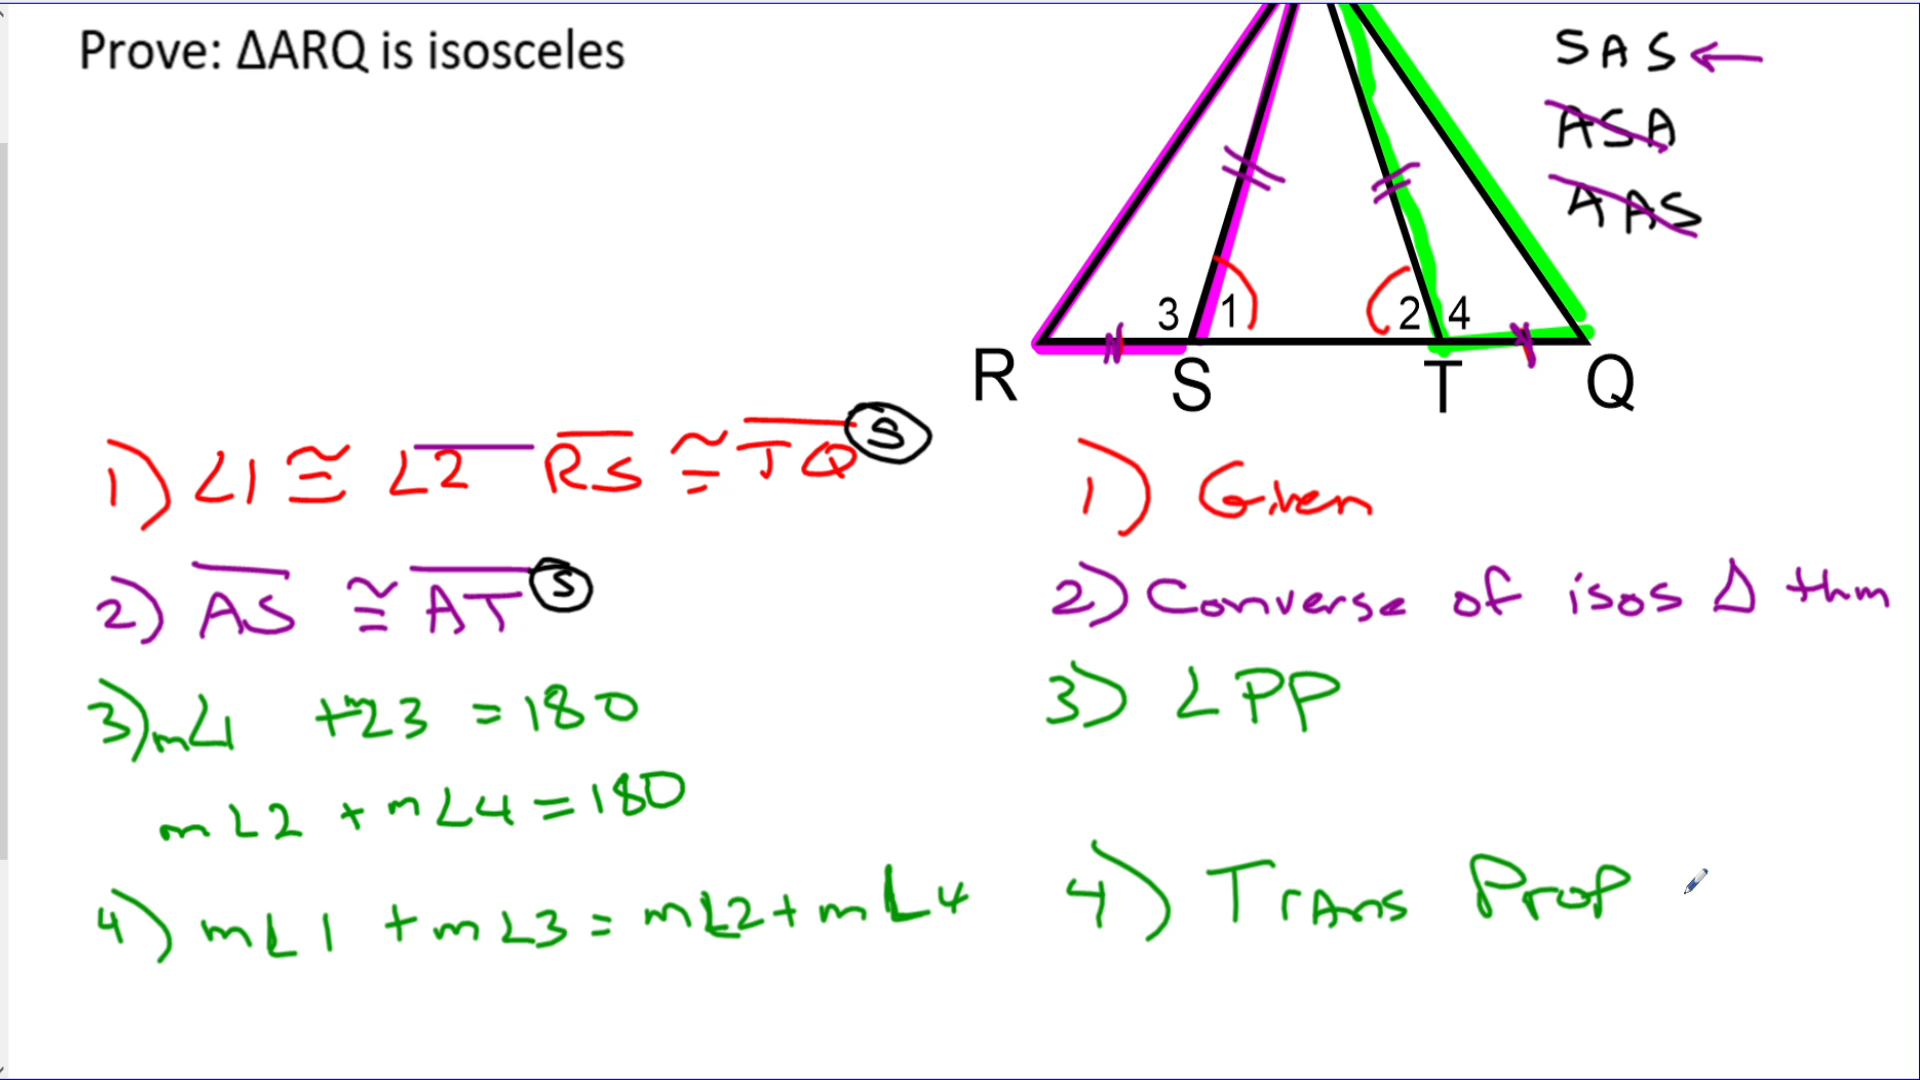 Prove: ΔARQ is isosceles
SAS ←
ASA
AAS
3 1 2 4
R S T Q
1) ∠1 ≅ ∠2 RS ≅ TQ S
1) Given
2) AS ≅ AT S
2) Converse of isos Δ thm
3) m∠1 + m∠3 = 180
3) LPP
m∠2 + m∠4 = 180
4) m∠1 + m∠3 = m∠2 + m∠4
4) Trans Prop